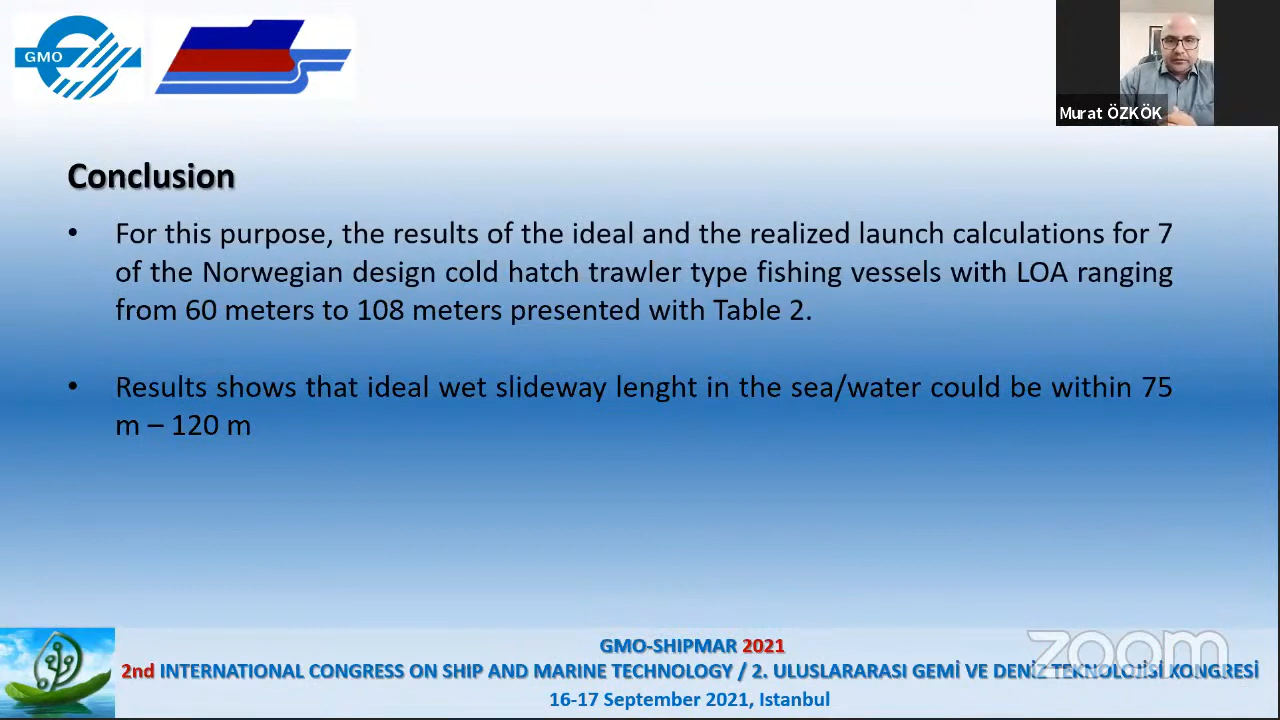 GMO
Murat ÖZKÖK
Conclusion
• For this purpose, the results of the ideal and the realized launch calculations for 7
of the Norwegian design cold hatch trawler type fishing vessels with LOA ranging
from 60 meters to 108 meters presented with Table 2.
• Results shows that ideal wet slideway lenght in the sea/water could be within 75
m – 120 m
GMO-SHIPMAR 2021
2nd INTERNATIONAL CONGRESS ON SHIP AND MARINE TECHNOLOGY / 2. ULUSLARARASI GEMİ VE DENİZ TEKNOLOJİSİ KONGRESİ
16-17 September 2021, Istanbul
zoom